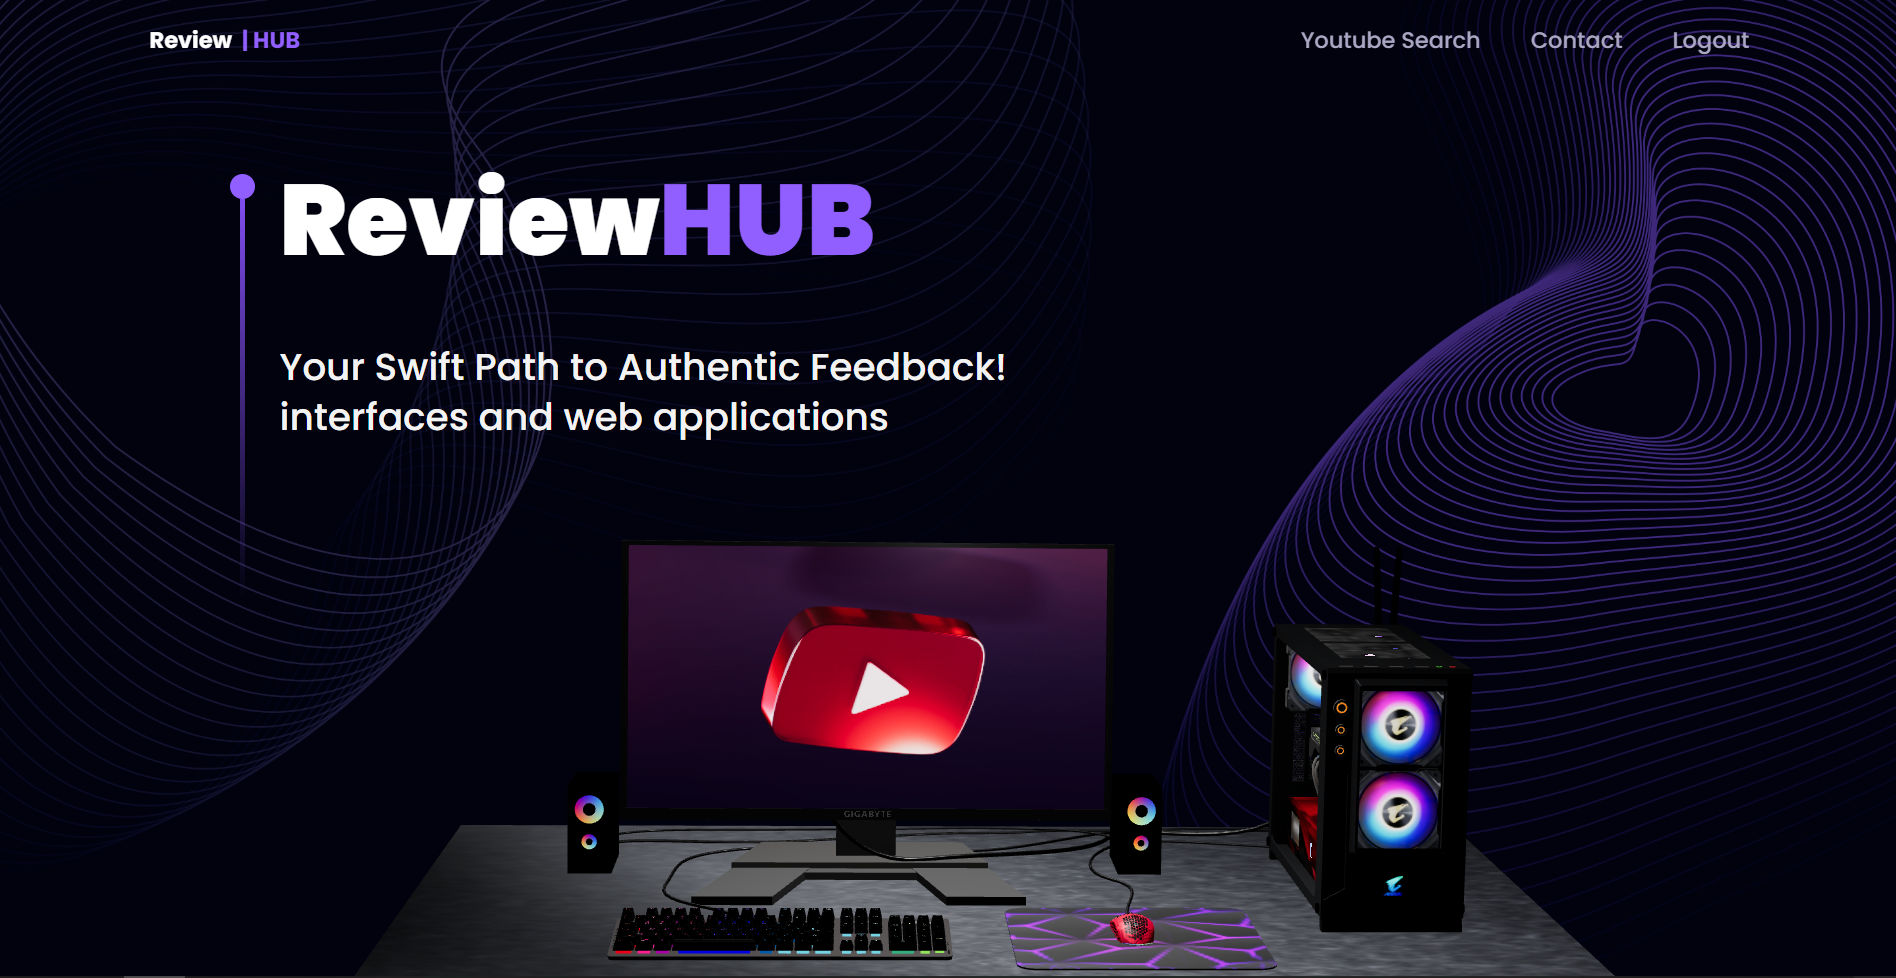 Review | HUB
Youtube Search Contact Logout
ReviewHUB
Your Swift Path to Authentic Feedback!
interfaces and web applications
GIGABYTE